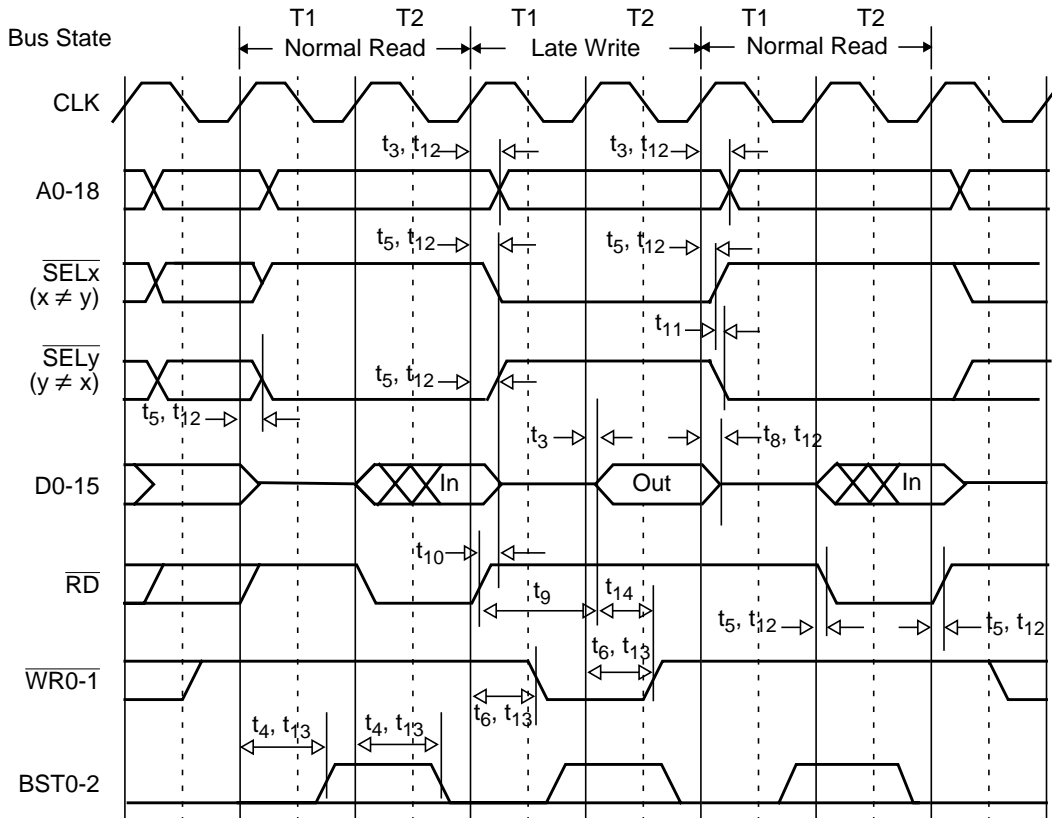 T1 T2 T1 T2 T1 T2
Bus State Normal Read Late Write Normal Read
CLK
t3, t12 t3, t12
A0-18
t5, t12 t5, t12
SELx
(x ≠ y)
t11
SELy
(y ≠ x)
t5, t12
t5, t12
t3 t8, t12
D0-15 In Out In
t10
RD
t9 t14
t5, t12 t5, t12
t6, t13
WR0-1
t6, t13
t4, t13 t4, t13
BST0-2